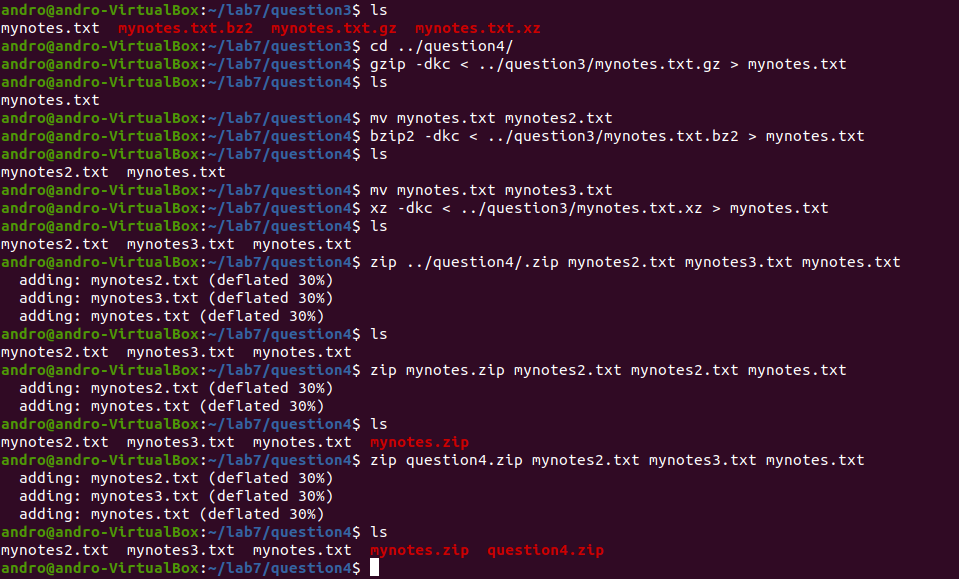 andro@andro-VirtualBox:~/lab7/question3$ ls
mynotes.txt  mynotes.txt.bz2  mynotes.txt.gz  mynotes.txt.xz
andro@andro-VirtualBox:~/lab7/question3$ cd ../question4/
andro@andro-VirtualBox:~/lab7/question4$ gzip -dkc < ../question3/mynotes.txt.gz > mynotes.txt
andro@andro-VirtualBox:~/lab7/question4$ ls
mynotes.txt
andro@andro-VirtualBox:~/lab7/question4$ mv mynotes.txt mynotes2.txt
andro@andro-VirtualBox:~/lab7/question4$ bzip2 -dkc < ../question3/mynotes.txt.bz2 > mynotes.txt
andro@andro-VirtualBox:~/lab7/question4$ ls
mynotes2.txt  mynotes.txt
andro@andro-VirtualBox:~/lab7/question4$ mv mynotes.txt mynotes3.txt
andro@andro-VirtualBox:~/lab7/question4$ xz -dkc < ../question3/mynotes.txt.xz > mynotes.txt
andro@andro-VirtualBox:~/lab7/question4$ ls
mynotes2.txt  mynotes3.txt  mynotes.txt
andro@andro-VirtualBox:~/lab7/question4$ zip ../question4/.zip mynotes2.txt mynotes3.txt mynotes.txt
  adding: mynotes2.txt (deflated 30%)
  adding: mynotes3.txt (deflated 30%)
  adding: mynotes.txt (deflated 30%)
andro@andro-VirtualBox:~/lab7/question4$ ls
mynotes2.txt  mynotes3.txt  mynotes.txt
andro@andro-VirtualBox:~/lab7/question4$ zip mynotes.zip mynotes2.txt mynotes2.txt mynotes.txt
  adding: mynotes2.txt (deflated 30%)
  adding: mynotes.txt (deflated 30%)
andro@andro-VirtualBox:~/lab7/question4$ ls
mynotes2.txt  mynotes3.txt  mynotes.txt  mynotes.zip
andro@andro-VirtualBox:~/lab7/question4$ zip question4.zip mynotes2.txt mynotes3.txt mynotes.txt
  adding: mynotes2.txt (deflated 30%)
  adding: mynotes3.txt (deflated 30%)
  adding: mynotes.txt (deflated 30%)
andro@andro-VirtualBox:~/lab7/question4$ ls
mynotes2.txt  mynotes3.txt  mynotes.txt  mynotes.zip  question4.zip
andro@andro-VirtualBox:~/lab7/question4$